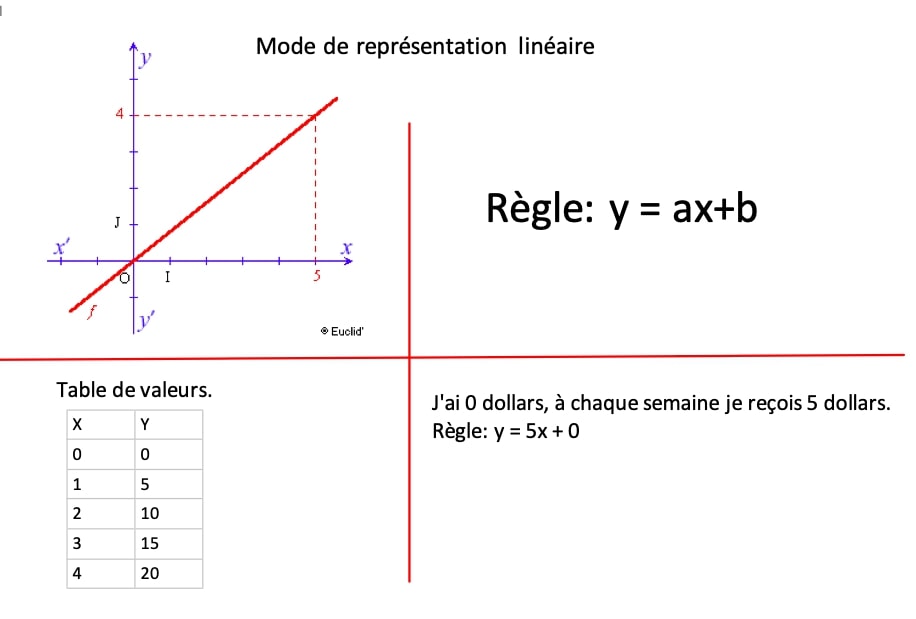 Mode de représentation linéaire
y
4
J
x'
x
O
I
5
f
y'
® Euclid'
Règle: y = ax+b
Table de valeurs.
X Y
0 0
1 5
2 10
3 15
4 20
J'ai 0 dollars, à chaque semaine je reçois 5 dollars.
Règle: y = 5x + 0